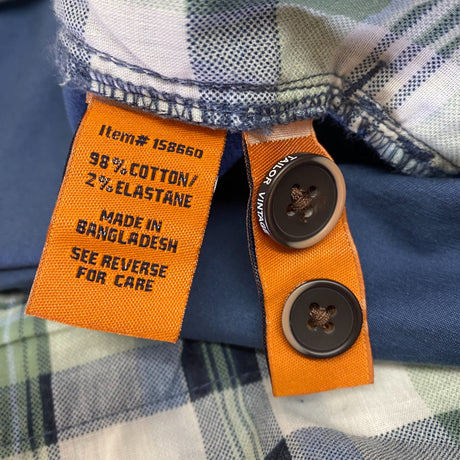 Item# 158660
98% COTTON/
2% ELASTANE
MADE IN
BANGLADESH
SEE REVERSE
FOR CARE
TAILOR VINTAGE